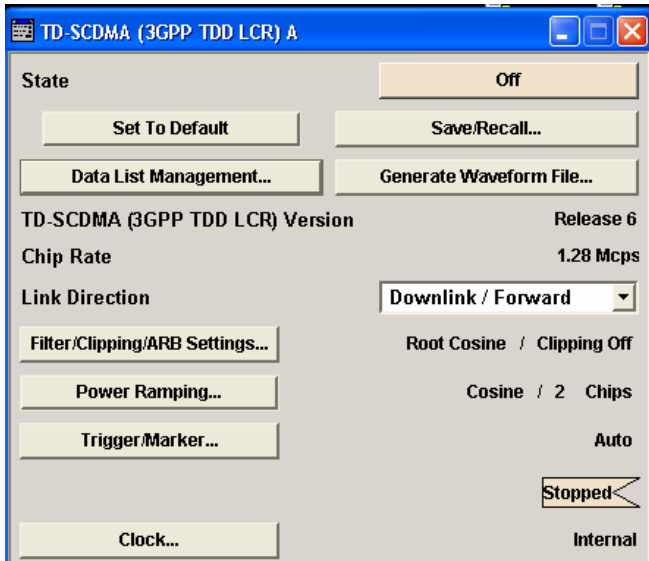 TD-SCDMA (3GPP TDD LCR) A
State Off
Set To Default Save/Recall...
Data List Management... Generate Waveform File...
TD-SCDMA (3GPP TDD LCR) Version Release 6
Chip Rate 1.28 Mcps
Link Direction Downlink / Forward
Filter/Clipping/ARB Settings... Root Cosine / Clipping Off
Power Ramping... Cosine / 2 Chips
Trigger/Marker... Auto
Stopped
Clock... Internal